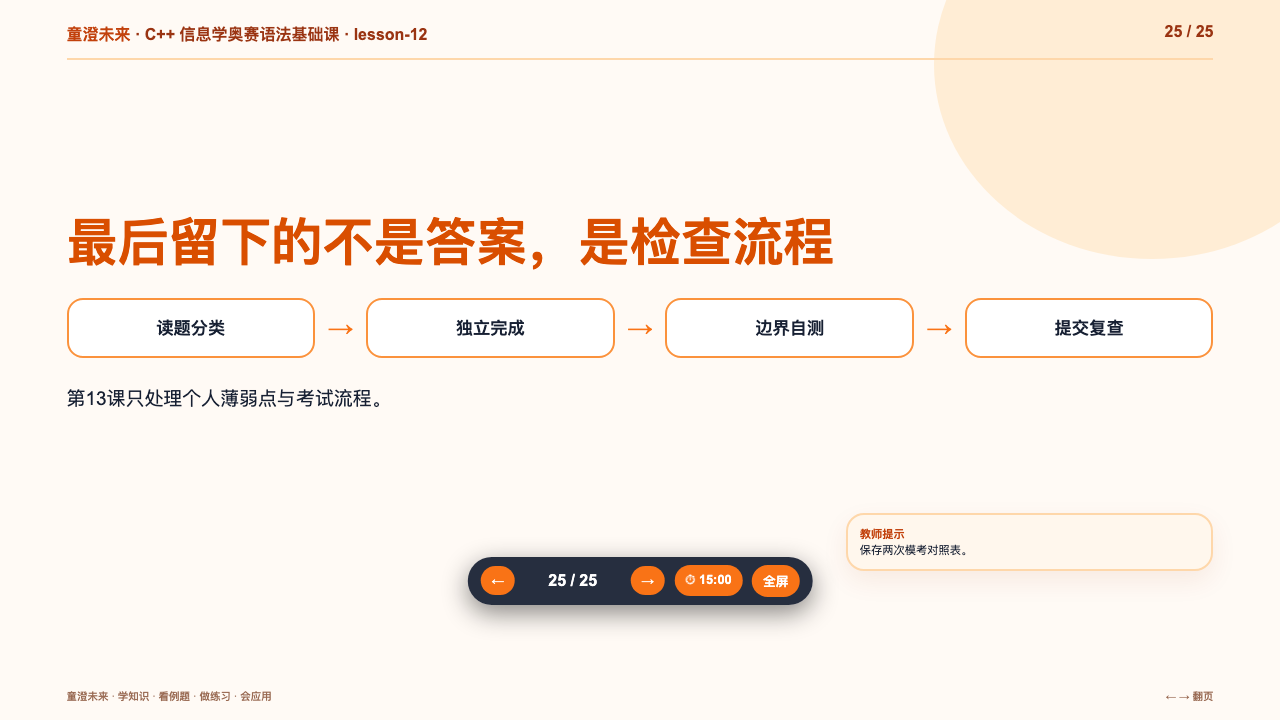 童澄未来 · C++ 信息学奥赛语法基础课 · lesson-12
25 / 25
最后留下的不是答案，是检查流程
读题分类 → 独立完成 → 边界自测 → 提交复查
第13课只处理个人薄弱点与考试流程。
教师提示
保存两次模考对照表。
← 25 / 25 → ⏱ 15:00 全屏
童澄未来 · 学知识 · 看例题 · 做练习 · 会应用
← → 翻页